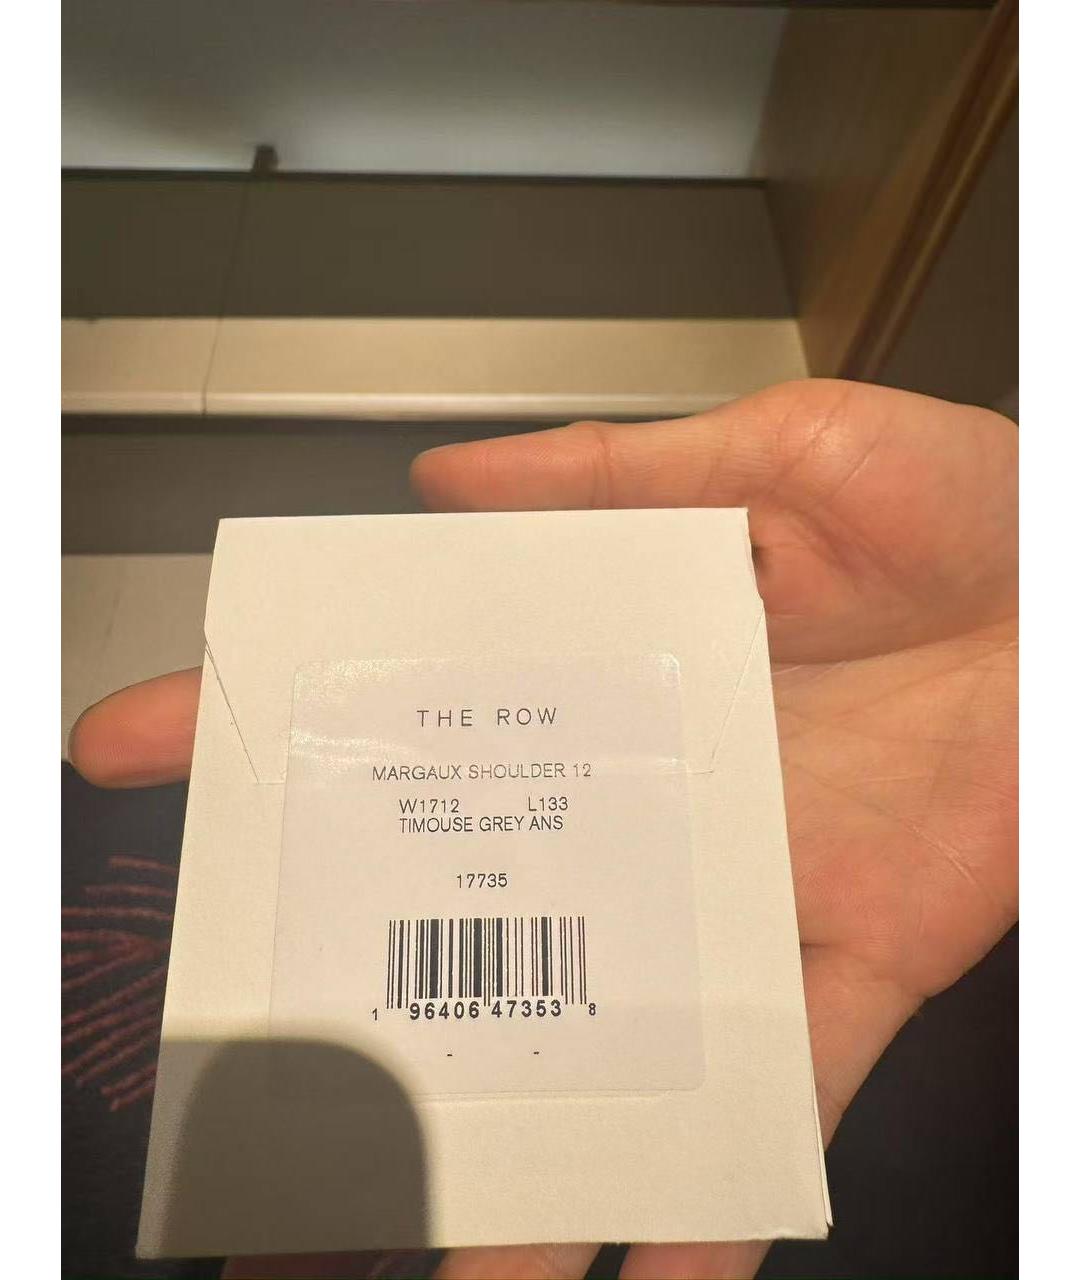 THE ROW
MARGAUX SHOULDER 12
W1712 L133
TIMOUSE GREY ANS
17735
1 96406 47353 8
- -